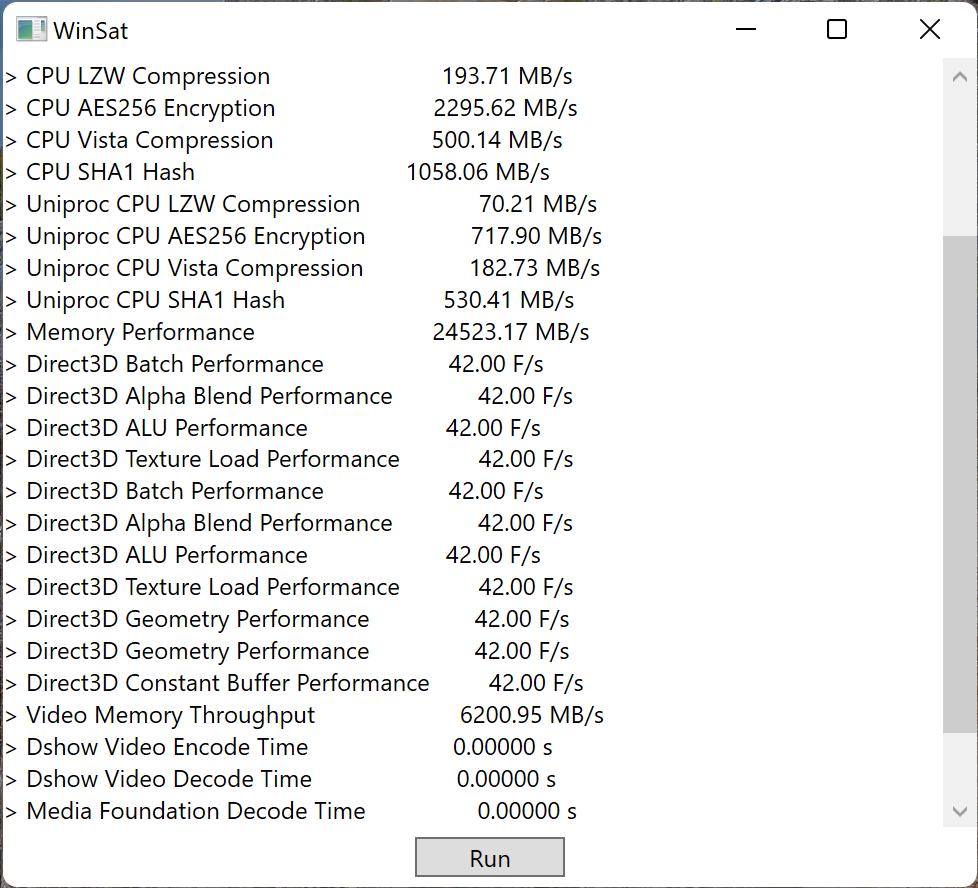 WinSat
> CPU LZW Compression 193.71 MB/s
> CPU AES256 Encryption 2295.62 MB/s
> CPU Vista Compression 500.14 MB/s
> CPU SHA1 Hash 1058.06 MB/s
> Uniproc CPU LZW Compression 70.21 MB/s
> Uniproc CPU AES256 Encryption 717.90 MB/s
> Uniproc CPU Vista Compression 182.73 MB/s
> Uniproc CPU SHA1 Hash 530.41 MB/s
> Memory Performance 24523.17 MB/s
> Direct3D Batch Performance 42.00 F/s
> Direct3D Alpha Blend Performance 42.00 F/s
> Direct3D ALU Performance 42.00 F/s
> Direct3D Texture Load Performance 42.00 F/s
> Direct3D Batch Performance 42.00 F/s
> Direct3D Alpha Blend Performance 42.00 F/s
> Direct3D ALU Performance 42.00 F/s
> Direct3D Texture Load Performance 42.00 F/s
> Direct3D Geometry Performance 42.00 F/s
> Direct3D Geometry Performance 42.00 F/s
> Direct3D Constant Buffer Performance 42.00 F/s
> Video Memory Throughput 6200.95 MB/s
> Dshow Video Encode Time 0.00000 s
> Dshow Video Decode Time 0.00000 s
> Media Foundation Decode Time 0.00000 s
Run